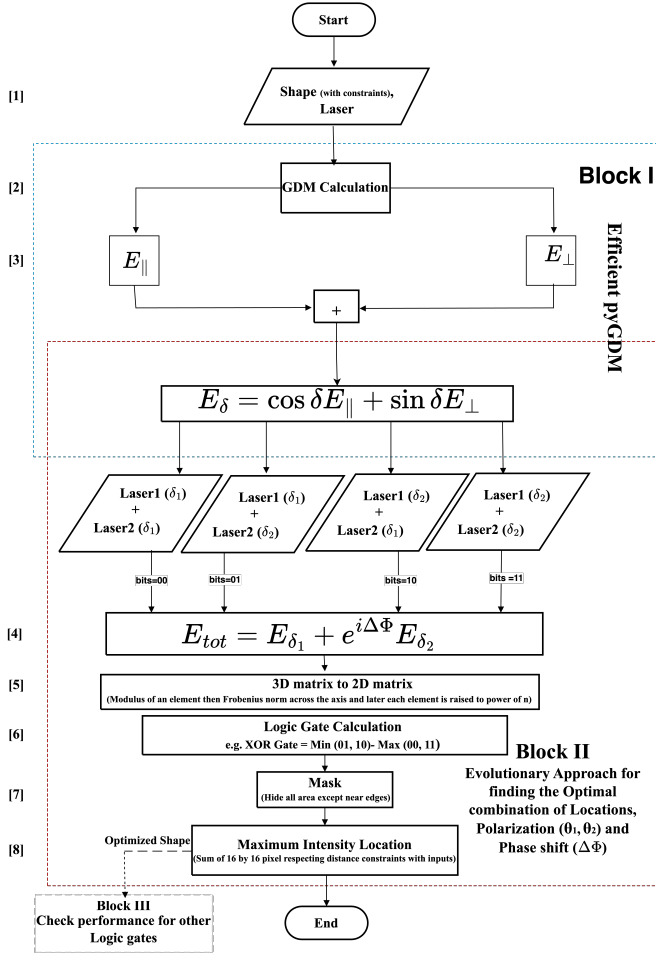 Start
[1]
Shape (with constraints),
Laser
Block I
[2]
GDM Calculation
[3]
E∥
E⊥
Efficient pyGDM
+
E_δ = cos δE∥ + sin δE⊥
Laser1 (δ₁)
+
Laser2 (δ₁)
Laser1 (δ₁)
+
Laser2 (δ₂)
Laser1 (δ₂)
+
Laser2 (δ₁)
Laser1 (δ₂)
+
Laser2 (δ₂)
bits=00
bits=01
bits=10
bits =11
[4]
E_tot = E_δ₁ + e^{iΔΦ} E_δ₂
[5]
3D matrix to 2D matrix
(Modulus of an element then Frobenius norm across the axis and later each element is raised to power of n)
[6]
Logic Gate Calculation
e.g. XOR Gate = Min (01, 10)- Max (00, 11)
Block II
Evolutionary Approach for
finding the Optimal
combination of Locations,
Polarization (θ₁, θ₂) and
Phase shift (ΔΦ)
[7]
Mask
(Hide all area except near edges)
[8]
Maximum Intensity Location
(Sum of 16 by 16 pixel respecting distance constraints with inputs)
Optimized Shape
Block III
Check performance for other
Logic gates
End